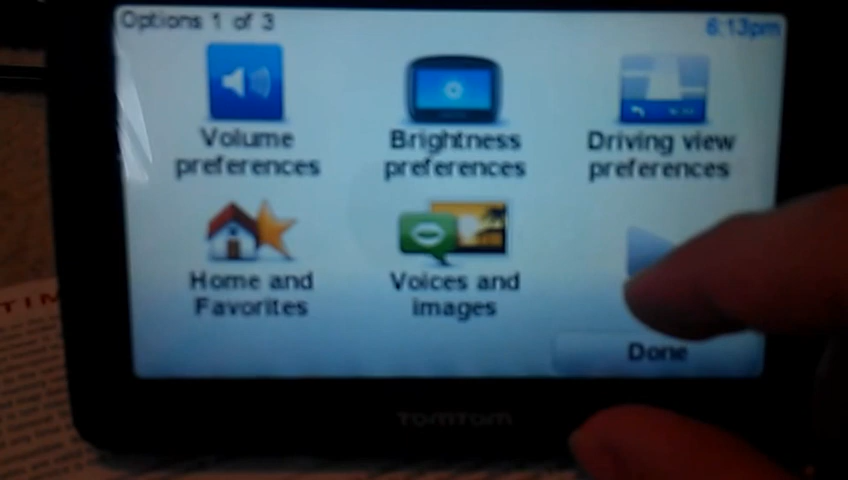 Options 1 of 3
6:13pm
Volume
preferences
Brightness
preferences
Driving view
preferences
Home and
Favorites
Voices and
images
Done
TOMTOM
TIM